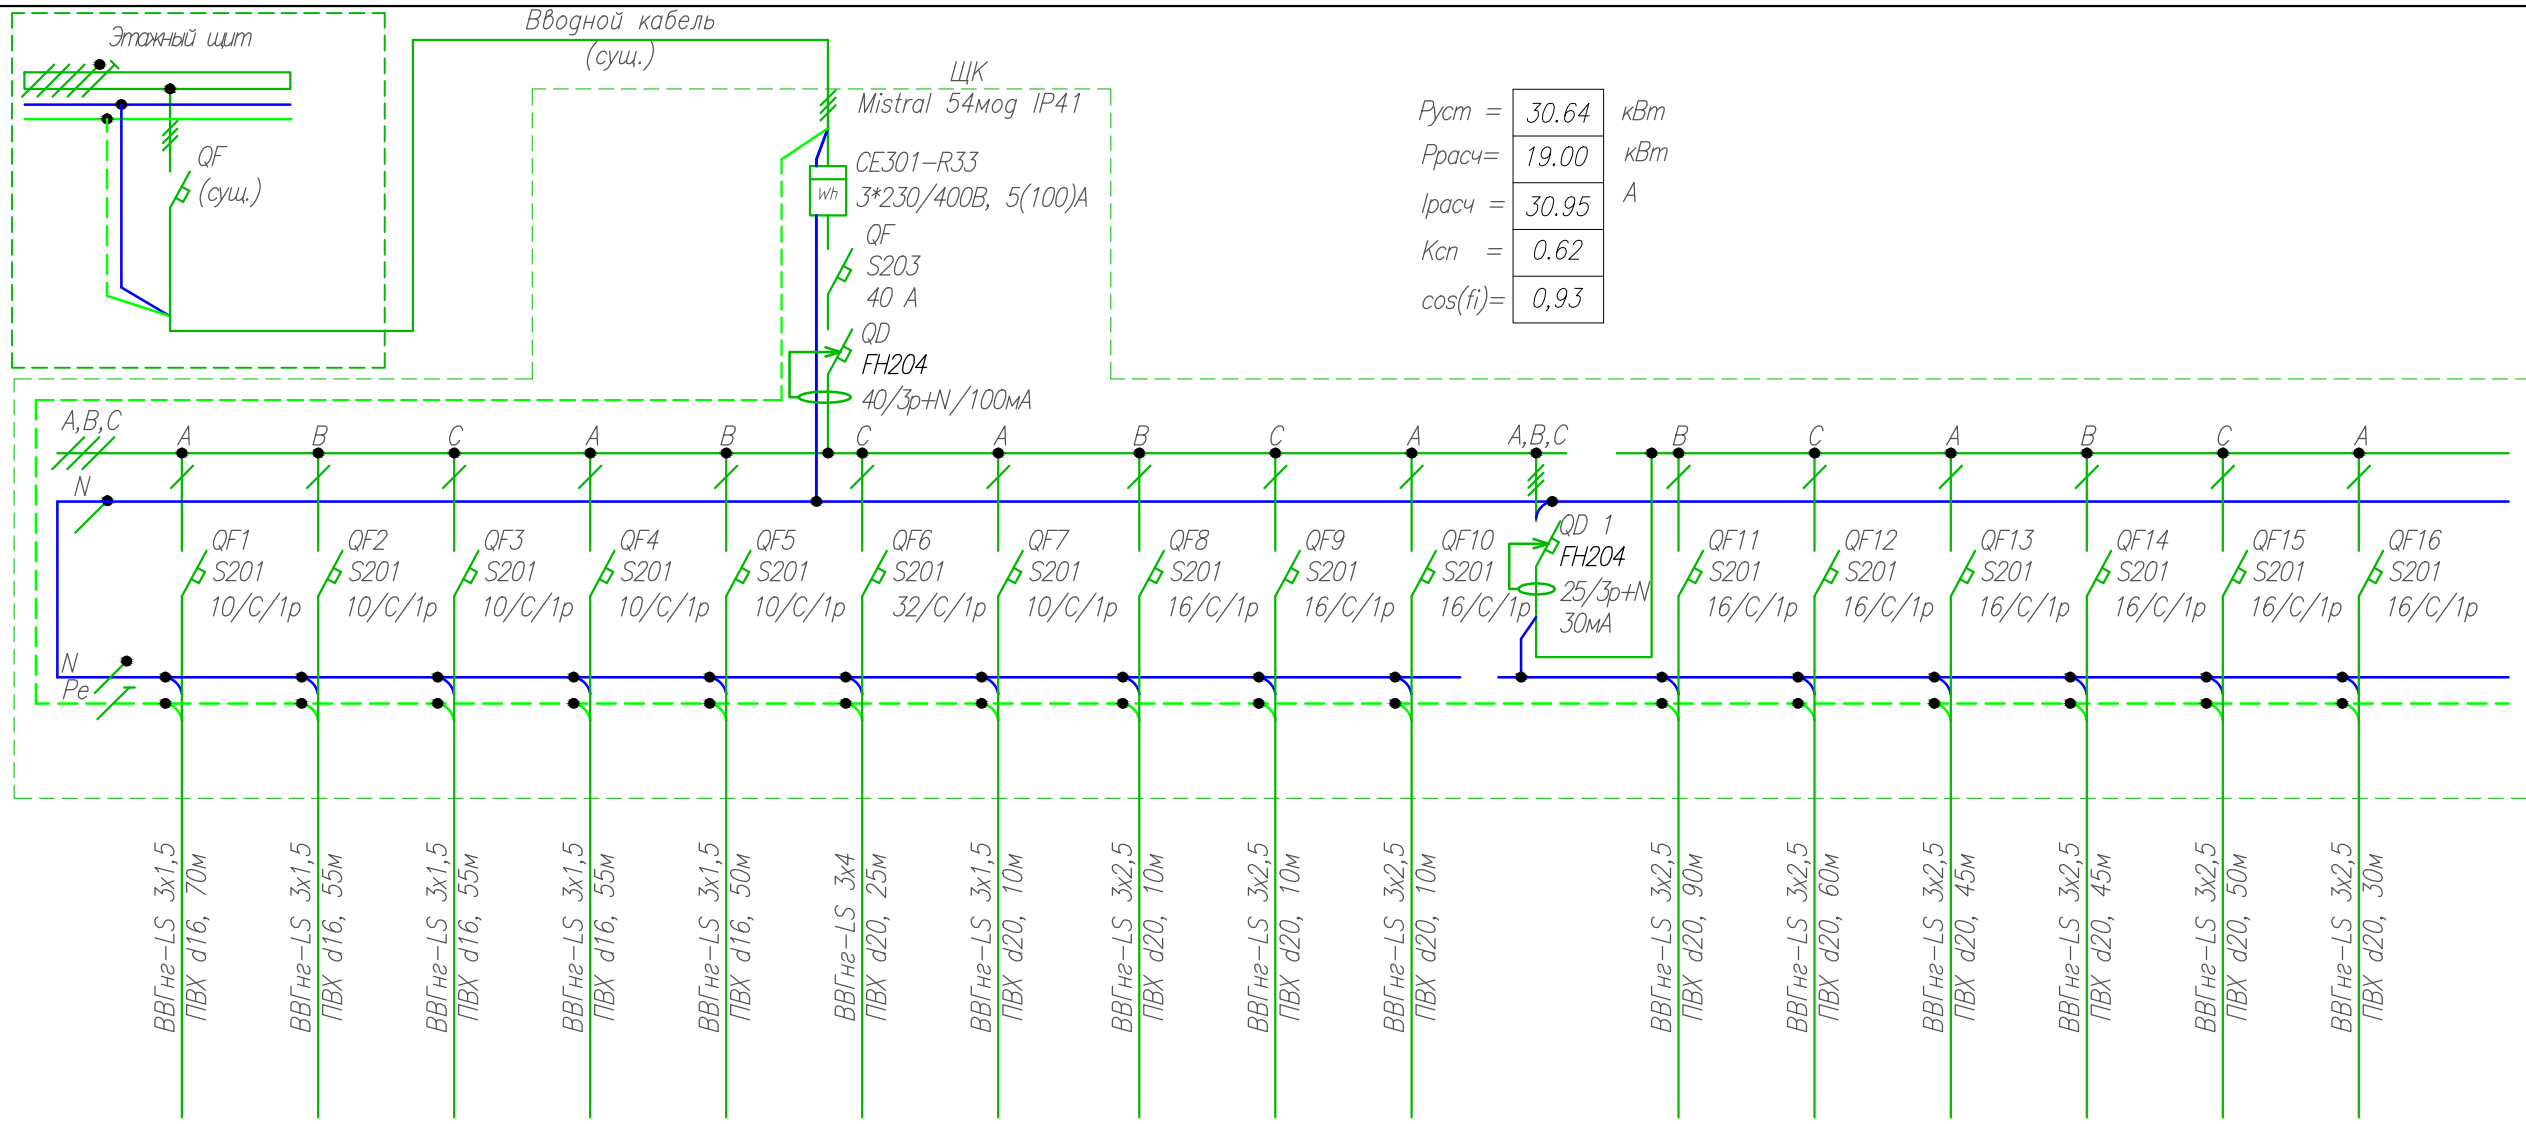 Этажный щит
QF
(сущ.)
Вводной кабель
(сущ.)
ЩК
Mistral 54мод IP41
CE301-R33
3*230/400В, 5(100)А
Wh
QF
S203
40 А
QD
FH204
40/3p+N/100мА
Руст = 30.64 кВт
Ррасч= 19.00 кВт
Iрасч = 30.95 А
Ксп = 0.62
cos(fi)= 0,93
A,B,C
A B C A B C A B C A A,B,C B C A B C A
N
QF1
S201
10/C/1p
QF2
S201
10/C/1p
QF3
S201
10/C/1p
QF4
S201
10/C/1p
QF5
S201
10/C/1p
QF6
S201
32/C/1p
QF7
S201
10/C/1p
QF8
S201
16/C/1p
QF9
S201
16/C/1p
QF10
S201
16/C/1p
QD 1
FH204
25/3p+N
30мА
QF11
S201
16/C/1p
QF12
S201
16/C/1p
QF13
S201
16/C/1p
QF14
S201
16/C/1p
QF15
S201
16/C/1p
QF16
S201
16/C/1p
N
Pe
ВВГнг-LS 3х1,5
ПВХ d16, 70м
ВВГнг-LS 3х1,5
ПВХ d16, 55м
ВВГнг-LS 3х1,5
ПВХ d16, 55м
ВВГнг-LS 3х1,5
ПВХ d16, 55м
ВВГнг-LS 3х1,5
ПВХ d16, 50м
ВВГнг-LS 3х4
ПВХ d20, 25м
ВВГнг-LS 3х1,5
ПВХ d20, 10м
ВВГнг-LS 3х2,5
ПВХ d20, 10м
ВВГнг-LS 3х2,5
ПВХ d20, 10м
ВВГнг-LS 3х2,5
ПВХ d20, 10м
ВВГнг-LS 3х2,5
ПВХ d20, 90м
ВВГнг-LS 3х2,5
ПВХ d20, 60м
ВВГнг-LS 3х2,5
ПВХ d20, 45м
ВВГнг-LS 3х2,5
ПВХ d20, 45м
ВВГнг-LS 3х2,5
ПВХ d20, 50м
ВВГнг-LS 3х2,5
ПВХ d20, 30м